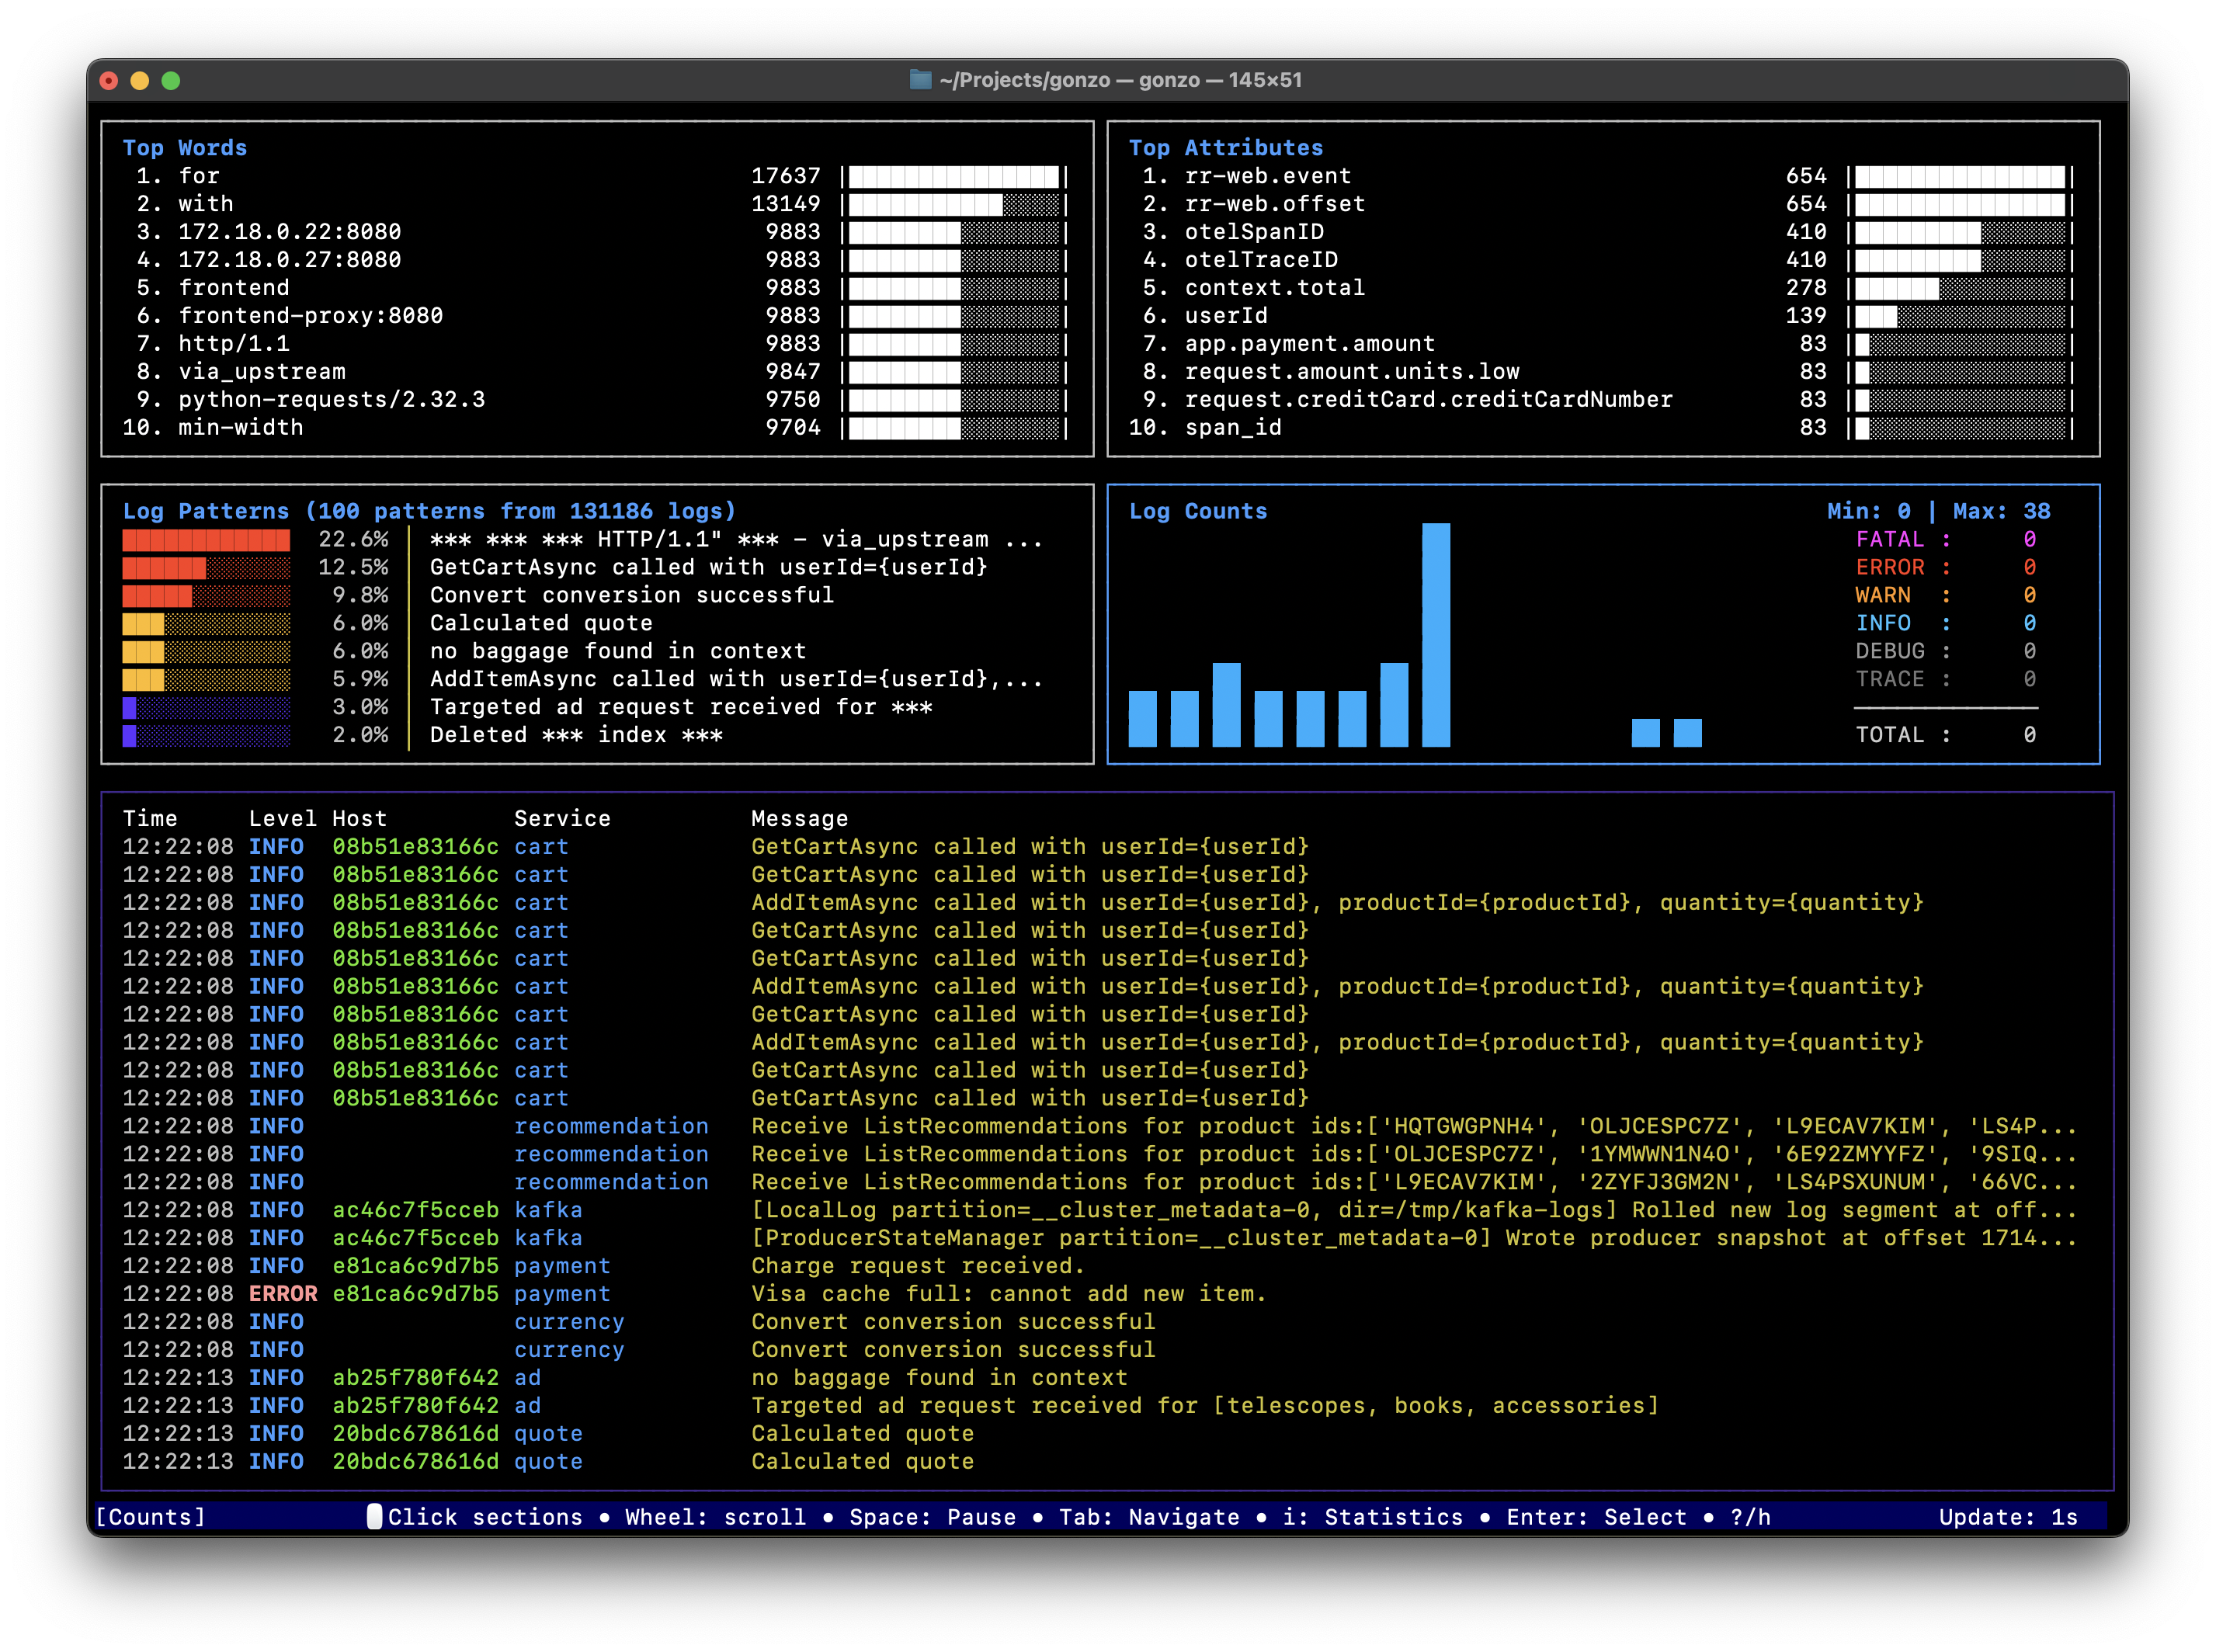 ~/Projects/gonzo — gonzo — 145×51
Top Words
1. for 17637
2. with 13149
3. 172.18.0.22:8080 9883
4. 172.18.0.27:8080 9883
5. frontend 9883
6. frontend-proxy:8080 9883
7. http/1.1 9883
8. via_upstream 9847
9. python-requests/2.32.3 9750
10. min-width 9704
Top Attributes
1. rr-web.event 654
2. rr-web.offset 654
3. otelSpanID 410
4. otelTraceID 410
5. context.total 278
6. userId 139
7. app.payment.amount 83
8. request.amount.units.low 83
9. request.creditCard.creditCardNumber 83
10. span_id 83
Log Patterns (100 patterns from 131186 logs)
22.6% │ *** *** *** HTTP/1.1" *** - via_upstream ...
12.5% │ GetCartAsync called with userId={userId}
9.8% │ Convert conversion successful
6.0% │ Calculated quote
6.0% │ no baggage found in context
5.9% │ AddItemAsync called with userId={userId},...
3.0% │ Targeted ad request received for ***
2.0% │ Deleted *** index ***
Log Counts Min: 0 | Max: 38
FATAL : 0
ERROR : 0
WARN : 0
INFO : 0
DEBUG : 0
TRACE : 0
TOTAL : 0
Time Level Host Service Message
12:22:08 INFO 08b51e83166c cart GetCartAsync called with userId={userId}
12:22:08 INFO 08b51e83166c cart GetCartAsync called with userId={userId}
12:22:08 INFO 08b51e83166c cart AddItemAsync called with userId={userId}, productId={productId}, quantity={quantity}
12:22:08 INFO 08b51e83166c cart GetCartAsync called with userId={userId}
12:22:08 INFO 08b51e83166c cart GetCartAsync called with userId={userId}
12:22:08 INFO 08b51e83166c cart AddItemAsync called with userId={userId}, productId={productId}, quantity={quantity}
12:22:08 INFO 08b51e83166c cart GetCartAsync called with userId={userId}
12:22:08 INFO 08b51e83166c cart AddItemAsync called with userId={userId}, productId={productId}, quantity={quantity}
12:22:08 INFO 08b51e83166c cart GetCartAsync called with userId={userId}
12:22:08 INFO 08b51e83166c cart GetCartAsync called with userId={userId}
12:22:08 INFO recommendation Receive ListRecommendations for product ids:['HQTGWGPNH4', 'OLJCESPC7Z', 'L9ECAV7KIM', 'LS4P...
12:22:08 INFO recommendation Receive ListRecommendations for product ids:['OLJCESPC7Z', '1YMWWN1N4O', '6E92ZMYYFZ', '9SIQ...
12:22:08 INFO recommendation Receive ListRecommendations for product ids:['L9ECAV7KIM', '2ZYFJ3GM2N', 'LS4PSXUNUM', '66VC...
12:22:08 INFO ac46c7f5cceb kafka [LocalLog partition=__cluster_metadata-0, dir=/tmp/kafka-logs] Rolled new log segment at off...
12:22:08 INFO ac46c7f5cceb kafka [ProducerStateManager partition=__cluster_metadata-0] Wrote producer snapshot at offset 1714...
12:22:08 INFO e81ca6c9d7b5 payment Charge request received.
12:22:08 ERROR e81ca6c9d7b5 payment Visa cache full: cannot add new item.
12:22:08 INFO currency Convert conversion successful
12:22:08 INFO currency Convert conversion successful
12:22:13 INFO ab25f780f642 ad no baggage found in context
12:22:13 INFO ab25f780f642 ad Targeted ad request received for [telescopes, books, accessories]
12:22:13 INFO 20bdc678616d quote Calculated quote
12:22:13 INFO 20bdc678616d quote Calculated quote
[Counts] Click sections • Wheel: scroll • Space: Pause • Tab: Navigate • i: Statistics • Enter: Select • ?/h Update: 1s